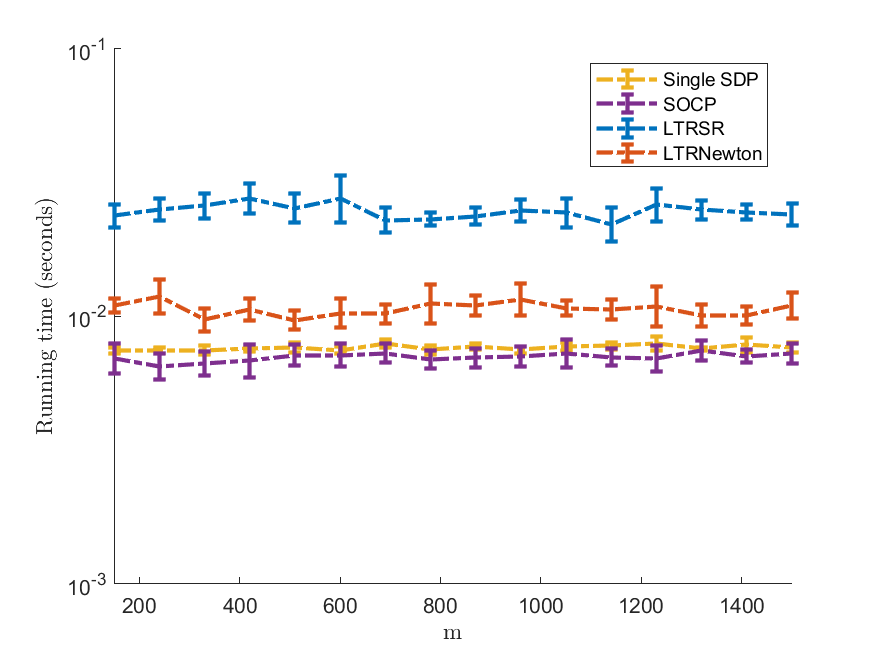 10^-1
10^-2
10^-3
Running time (seconds)
Single SDP
SOCP
LTRSR
LTRNewton
200 400 600 800 1000 1200 1400
m